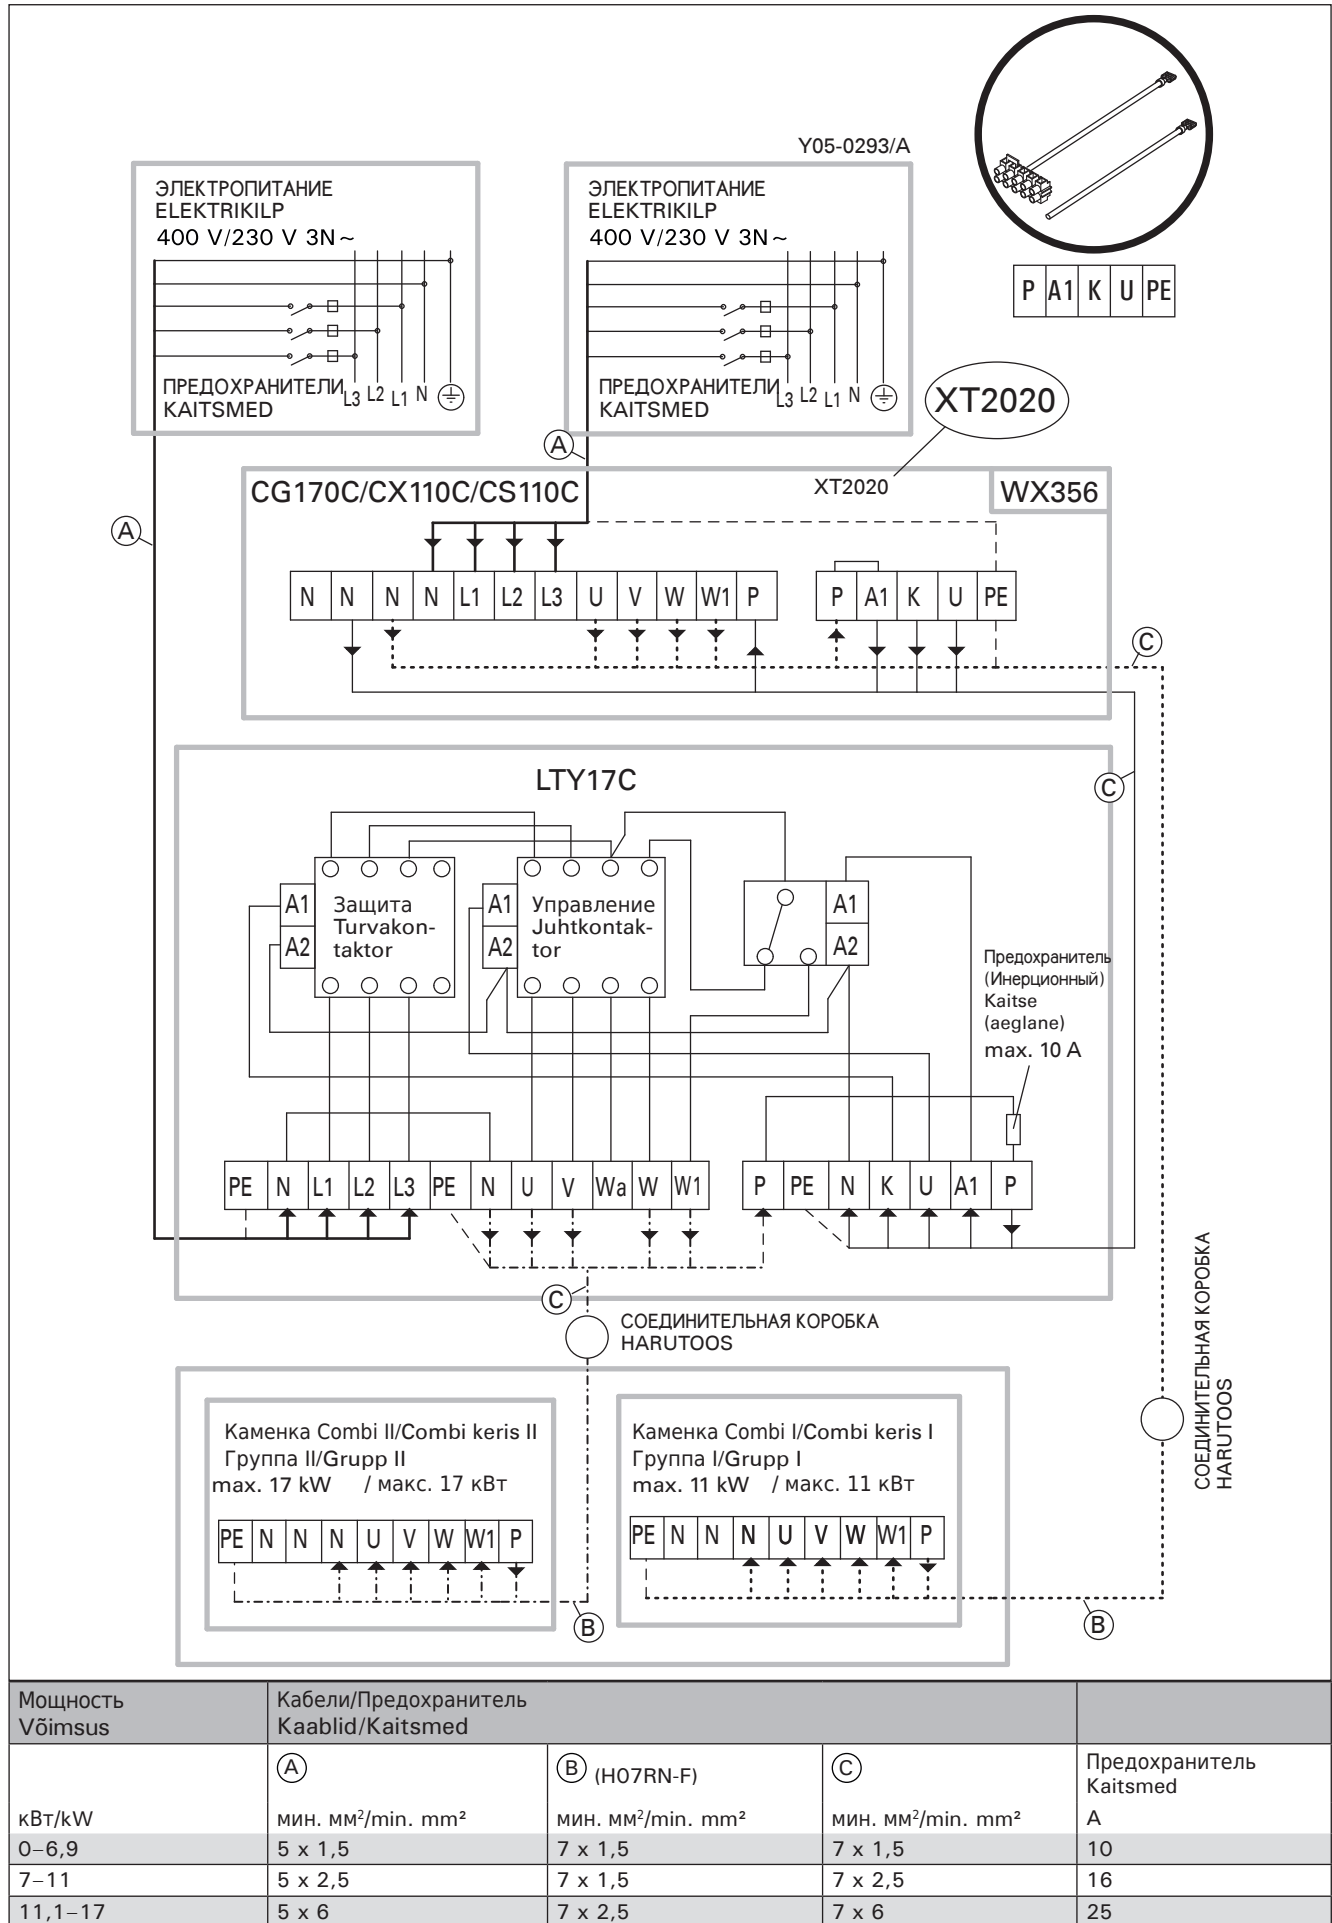 Y05-0293/A
ЭЛЕКТРОПИТАНИЕ
ELEKTRIKILP
400 V/230 V 3N~
ПРЕДОХРАНИТЕЛИ
KAITSMED
L3 L2 L1 N
ЭЛЕКТРОПИТАНИЕ
ELEKTRIKILP
400 V/230 V 3N~
ПРЕДОХРАНИТЕЛИ
KAITSMED
L3 L2 L1 N
P A1 K U PE
XT2020
A
A
CG170C/CX110C/CS110C
XT2020
WX356
N N N N L1 L2 L3 U V W W1 P
P A1 K U PE
C
LTY17C
C
A1
A2
Защита
Turvakon-
taktor
A1
A2
Управление
Juhtkontak-
tor
A1
A2
Предохранитель
(Инерционный)
Kaitse
(aeglane)
max. 10 A
PE N L1 L2 L3 PE N U V Wa W W1
P PE N K U A1 P
C
СОЕДИНИТЕЛЬНАЯ КОРОБКА
HARUTOOS
СОЕДИНИТЕЛЬНАЯ КОРОБКА
HARUTOOS
Каменка Combi II/Combi keris II
Группа II/Grupp II
max. 17 kW / макс. 17 кВт
PE N N N U V W W1 P
B
Каменка Combi I/Combi keris I
Группа I/Grupp I
max. 11 kW / макс. 11 кВт
PE N N N U V W W1 P
B
Мощность
Võimsus
Кабели/Предохранитель
Kaablid/Kaitsmed
A
B (H07RN-F)
C
Предохранитель
Kaitsmed
кВт/kW мин. мм²/min. mm² мин. мм²/min. mm² мин. мм²/min. mm² A
0–6,9 5 x 1,5 7 x 1,5 7 x 1,5 10
7–11 5 x 2,5 7 x 1,5 7 x 2,5 16
11,1–17 5 x 6 7 x 2,5 7 x 6 25